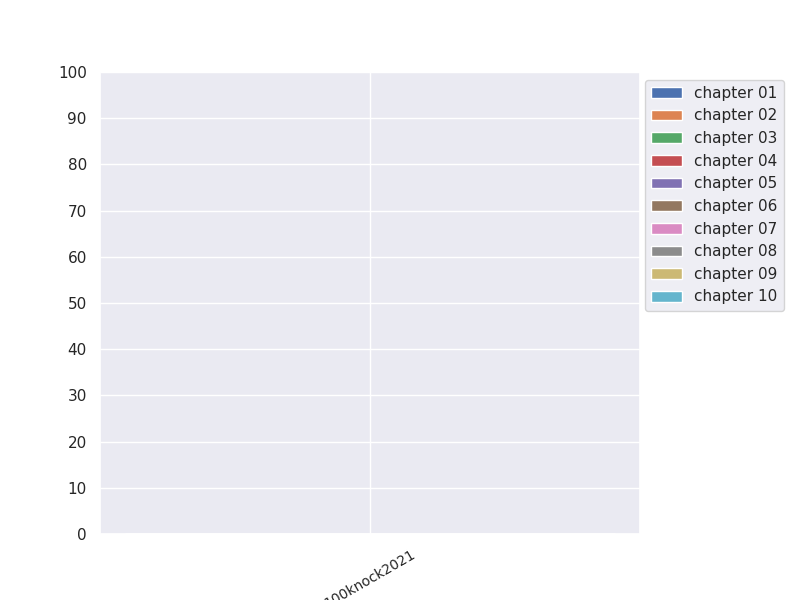 100
90
80
70
60
50
40
30
20
10
0
100knock2021
chapter 01
chapter 02
chapter 03
chapter 04
chapter 05
chapter 06
chapter 07
chapter 08
chapter 09
chapter 10